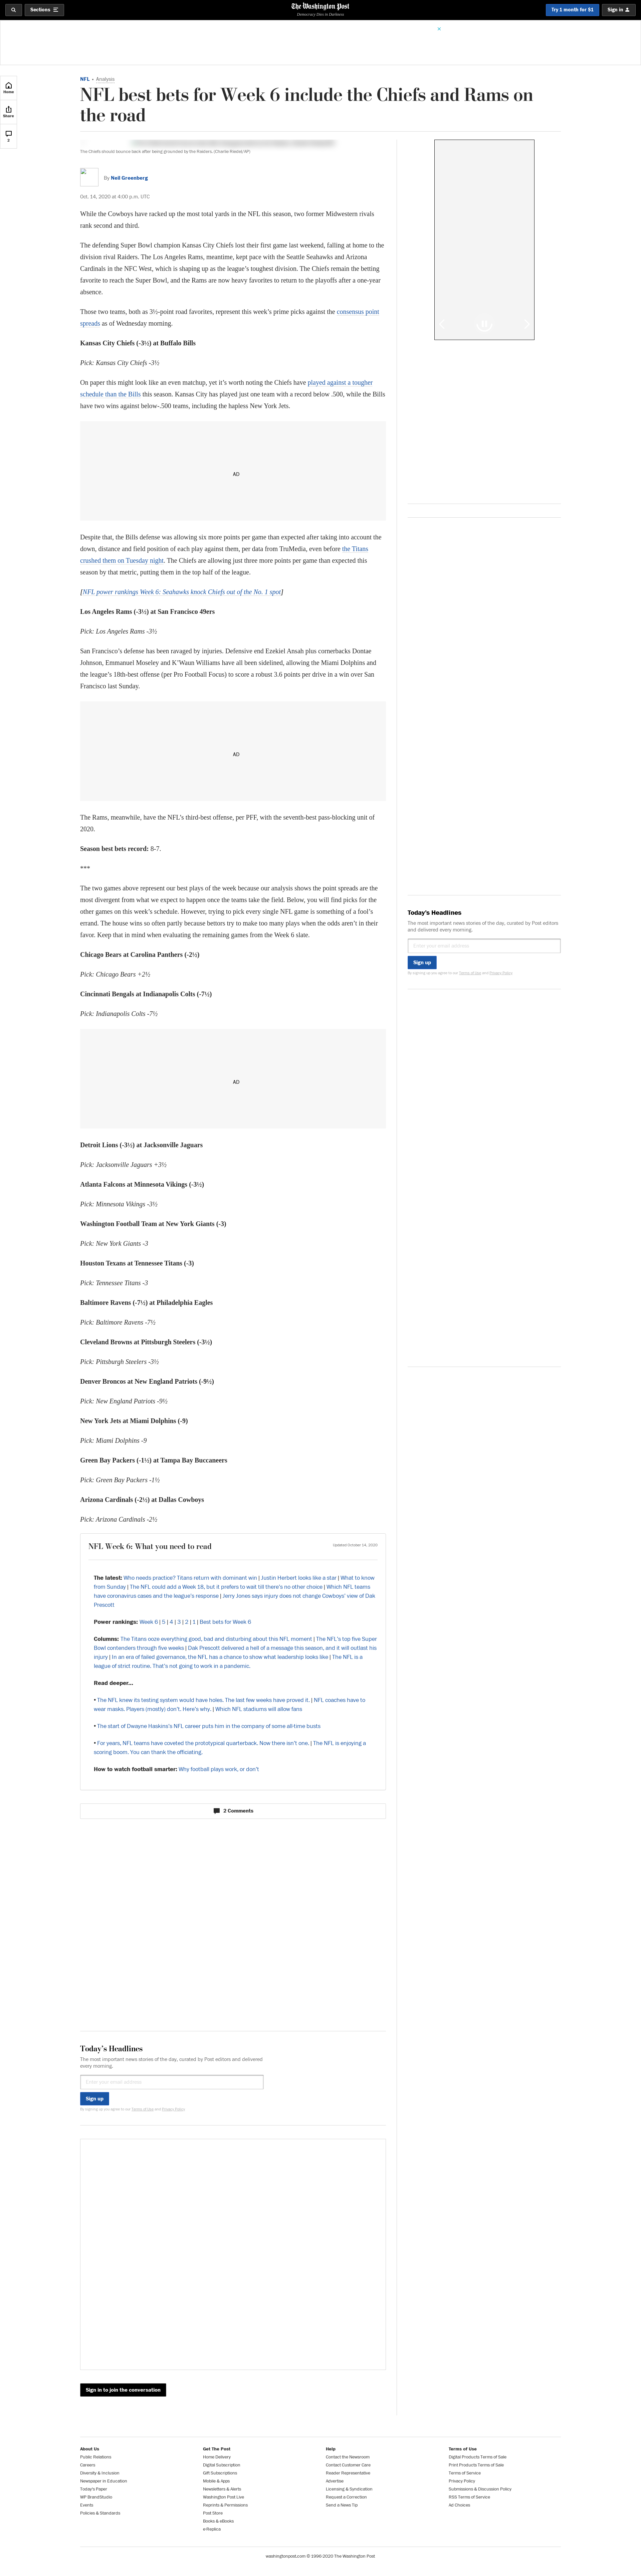 Sections
The Washington Post
Democracy Dies in Darkness
Try 1 month for $1
Sign in
Home
Share
2
NFL • Analysis
NFL best bets for Week 6 include the Chiefs and Rams on
the road
The Chiefs should bounce back after being grounded by the Raiders. (Charlie Riedel/AP)
By Neil Greenberg
Oct. 14, 2020 at 4:00 p.m. UTC
While the Cowboys have racked up the most total yards in the NFL this season, two former Midwestern rivals
rank second and third.
The defending Super Bowl champion Kansas City Chiefs lost their first game last weekend, falling at home to the
division rival Raiders. The Los Angeles Rams, meantime, kept pace with the Seattle Seahawks and Arizona
Cardinals in the NFC West, which is shaping up as the league's toughest division. The Chiefs remain the betting
favorite to reach the Super Bowl, and the Rams are now heavy favorites to return to the playoffs after a one-year
absence.
Those two teams, both as 3½-point road favorites, represent this week's prime picks against the consensus point
spreads as of Wednesday morning.
Kansas City Chiefs (-3½) at Buffalo Bills
Pick: Kansas City Chiefs -3½
On paper this might look like an even matchup, yet it's worth noting the Chiefs have played against a tougher
schedule than the Bills this season. Kansas City has played just one team with a record below .500, while the Bills
have two wins against below-.500 teams, including the hapless New York Jets.
AD
Despite that, the Bills defense was allowing six more points per game than expected after taking into account the
down, distance and field position of each play against them, per data from TruMedia, even before the Titans
crushed them on Tuesday night. The Chiefs are allowing just three more points per game than expected this
season by that metric, putting them in the top half of the league.
[NFL power rankings Week 6: Seahawks knock Chiefs out of the No. 1 spot]
Los Angeles Rams (-3½) at San Francisco 49ers
Pick: Los Angeles Rams -3½
San Francisco's defense has been ravaged by injuries. Defensive End Ezekiel Ansah plus cornerbacks Dontae
Johnson, Emmanuel Moseley and K'Waun Williams have all been sidelined, allowing the Miami Dolphins and
the league's 18th-best offense (per Pro Football Focus) to score a robust 3.6 points per drive in a win over San
Francisco last Sunday.
AD
The Rams, meanwhile, have the NFL's third-best offense, per PFF, with the seventh-best pass-blocking unit of
2020.
Season best bets record: 8-7.
***
The two games above represent our best plays of the week because our analysis shows the point spreads are the
most divergent from what we expect to happen once the teams take the field. Below, you will find picks for the
other games on this week's schedule. However, trying to pick every single NFL game is something of a fool's
errand. The house wins so often partly because bettors try to make too many plays when the odds aren't in their
favor. Keep that in mind when evaluating the remaining games from the Week 6 slate.
Chicago Bears at Carolina Panthers (-2½)
Pick: Chicago Bears +2½
Cincinnati Bengals at Indianapolis Colts (-7½)
Pick: Indianapolis Colts -7½
AD
Detroit Lions (-3½) at Jacksonville Jaguars
Pick: Jacksonville Jaguars +3½
Atlanta Falcons at Minnesota Vikings (-3½)
Pick: Minnesota Vikings -3½
Washington Football Team at New York Giants (-3)
Pick: New York Giants -3
Houston Texans at Tennessee Titans (-3)
Pick: Tennessee Titans -3
Baltimore Ravens (-7½) at Philadelphia Eagles
Pick: Baltimore Ravens -7½
Cleveland Browns at Pittsburgh Steelers (-3½)
Pick: Pittsburgh Steelers -3½
Denver Broncos at New England Patriots (-9½)
Pick: New England Patriots -9½
New York Jets at Miami Dolphins (-9)
Pick: Miami Dolphins -9
Green Bay Packers (-1½) at Tampa Bay Buccaneers
Pick: Green Bay Packers -1½
Arizona Cardinals (-2½) at Dallas Cowboys
Pick: Arizona Cardinals -2½
NFL Week 6: What you need to read
Updated October 14, 2020
The latest: Who needs practice? Titans return with dominant win | Justin Herbert looks like a star | What to know
from Sunday | The NFL could add a Week 18, but it prefers to wait till there's no other choice | Which NFL teams
have coronavirus cases and the league's response | Jerry Jones says injury does not change Cowboys' view of Dak
Prescott
Power rankings: Week 6 | 5 | 4 | 3 | 2 | 1 | Best bets for Week 6
Columns: The Titans ooze everything good, bad and disturbing about this NFL moment | The NFL's top five Super
Bowl contenders through five weeks | Dak Prescott delivered a hell of a message this season, and it will outlast his
injury | In an era of failed governance, the NFL has a chance to show what leadership looks like | The NFL is a
league of strict routine. That's not going to work in a pandemic.
Read deeper...
• The NFL knew its testing system would have holes. The last few weeks have proved it. | NFL coaches have to
wear masks. Players (mostly) don't. Here's why. | Which NFL stadiums will allow fans
• The start of Dwayne Haskins's NFL career puts him in the company of some all-time busts
• For years, NFL teams have coveted the prototypical quarterback. Now there isn't one. | The NFL is enjoying a
scoring boom. You can thank the officiating.
How to watch football smarter: Why football plays work, or don't
2 Comments
Today's Headlines
The most important news stories of the day, curated by Post editors and delivered
every morning.
Enter your email address
Sign up
By signing up you agree to our Terms of Use and Privacy Policy
Sign in to join the conversation
Today's Headlines
The most important news stories of the day, curated by Post editors
and delivered every morning.
Enter your email address
Sign up
By signing up you agree to our Terms of Use and Privacy Policy
About Us
Public Relations
Careers
Diversity & Inclusion
Newspaper in Education
Today's Paper
WP BrandStudio
Events
Policies & Standards
Get The Post
Home Delivery
Digital Subscription
Gift Subscriptions
Mobile & Apps
Newsletters & Alerts
Washington Post Live
Reprints & Permissions
Post Store
Books & eBooks
e-Replica
Help
Contact the Newsroom
Contact Customer Care
Reader Representative
Advertise
Licensing & Syndication
Request a Correction
Send a News Tip
Terms of Use
Digital Products Terms of Sale
Print Products Terms of Sale
Terms of Service
Privacy Policy
Submissions & Discussion Policy
RSS Terms of Service
Ad Choices
washingtonpost.com © 1996-2020 The Washington Post